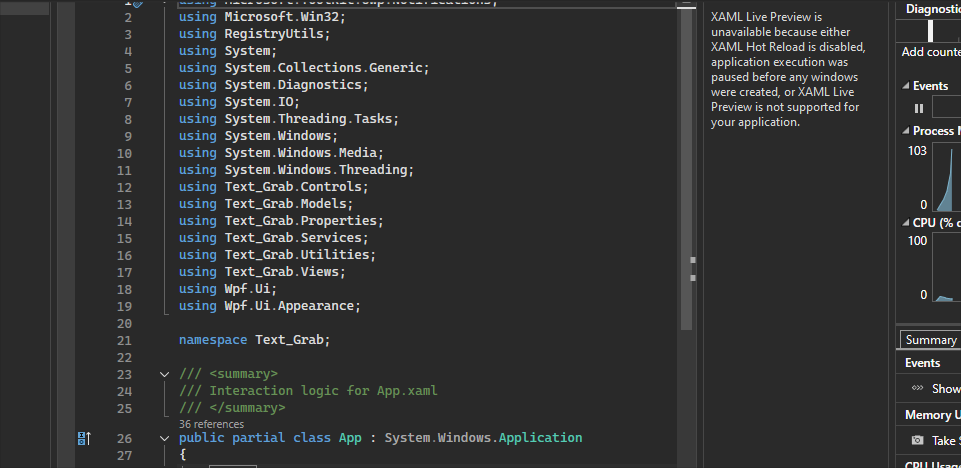 1
2 using Microsoft.Win32;
3 using RegistryUtils;
4 using System;
5 using System.Collections.Generic;
6 using System.Diagnostics;
7 using System.IO;
8 using System.Threading.Tasks;
9 using System.Windows;
10 using System.Windows.Media;
11 using System.Windows.Threading;
12 using Text_Grab.Controls;
13 using Text_Grab.Models;
14 using Text_Grab.Properties;
15 using Text_Grab.Services;
16 using Text_Grab.Utilities;
17 using Text_Grab.Views;
18 using Wpf.Ui;
19 using Wpf.Ui.Appearance;
20
21 namespace Text_Grab;
22
23 /// <summary>
24 /// Interaction logic for App.xaml
25 /// </summary>
36 references
26 public partial class App : System.Windows.Application
27 {
XAML Live Preview is
unavailable because either
XAML Hot Reload is disabled,
application execution was
paused before any windows
were created, or XAML Live
Preview is not supported for
your application.
Diagnosti
Add counte
Events
Process M
103
0
CPU (% o
100
0
Summary
Events
Show
Memory U
Take S
CPU Usage